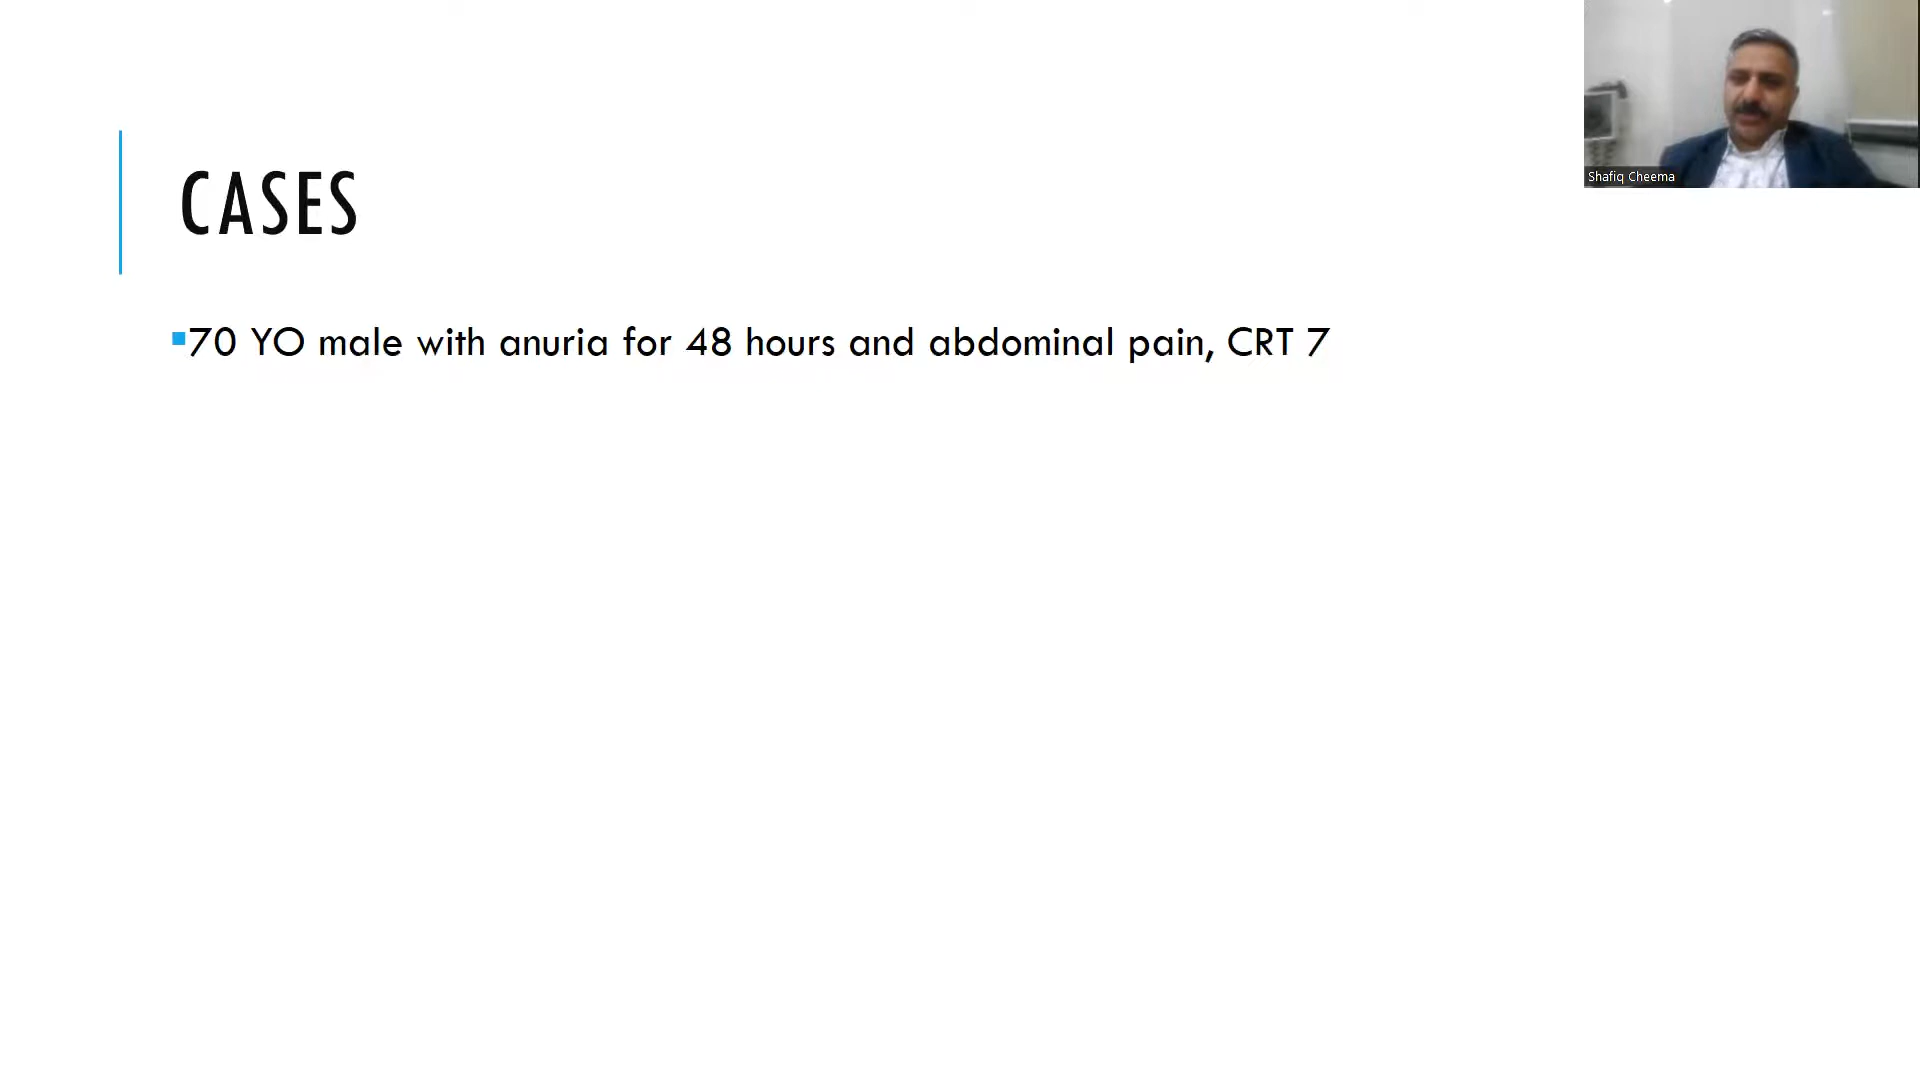 CASES
70 YO male with anuria for 48 hours and abdominal pain, CRT 7
Shafiq Cheema